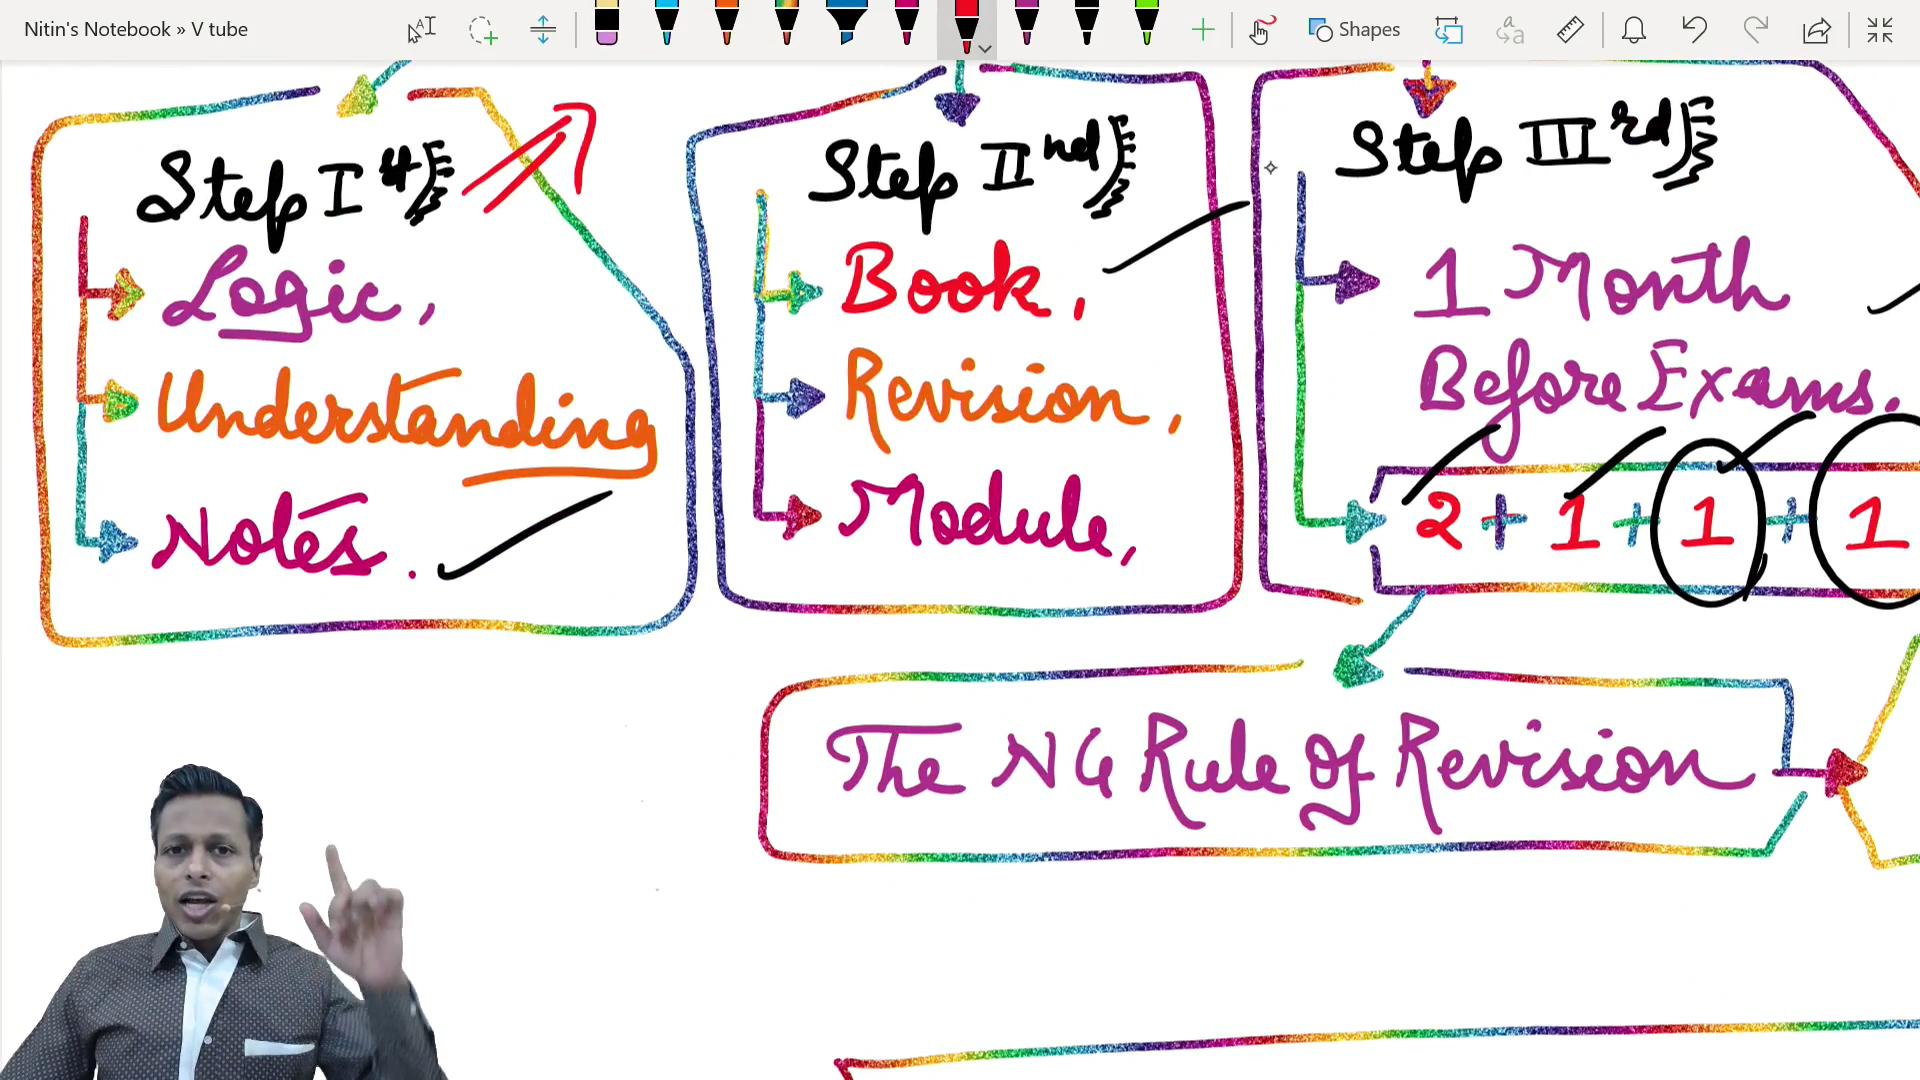 Nitin's Notebook » V tube
Shapes
Step I st
Logic,
Understanding
Notes.
Step II nd
Book,
Revision,
Module,
Step III rd
1 Month
Before Exams.
2 + 1 + 1 + 1
The NG Rule Of Revision